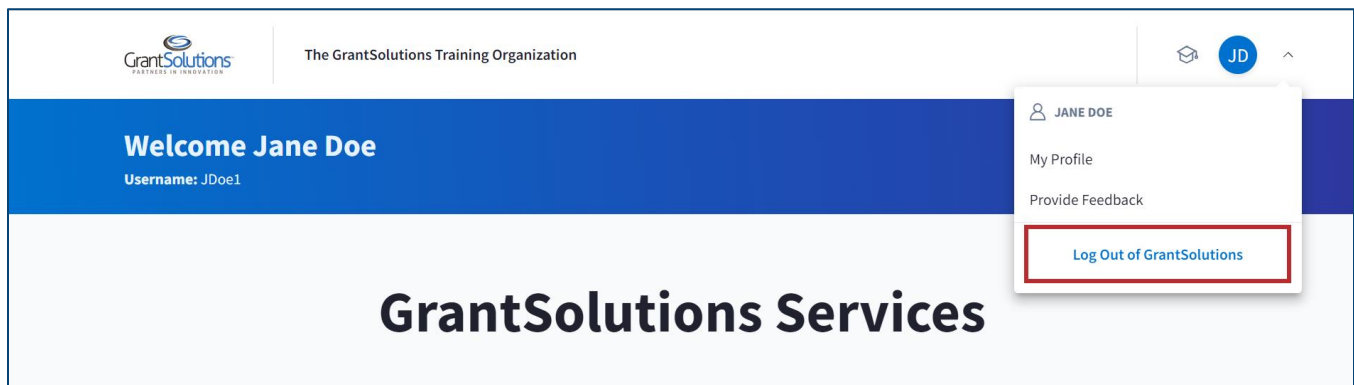 GrantSolutions
PARTNERS IN INNOVATION
The GrantSolutions Training Organization
JD
Welcome Jane Doe
Username: JDoe1
JANE DOE
My Profile
Provide Feedback
Log Out of GrantSolutions
GrantSolutions Services